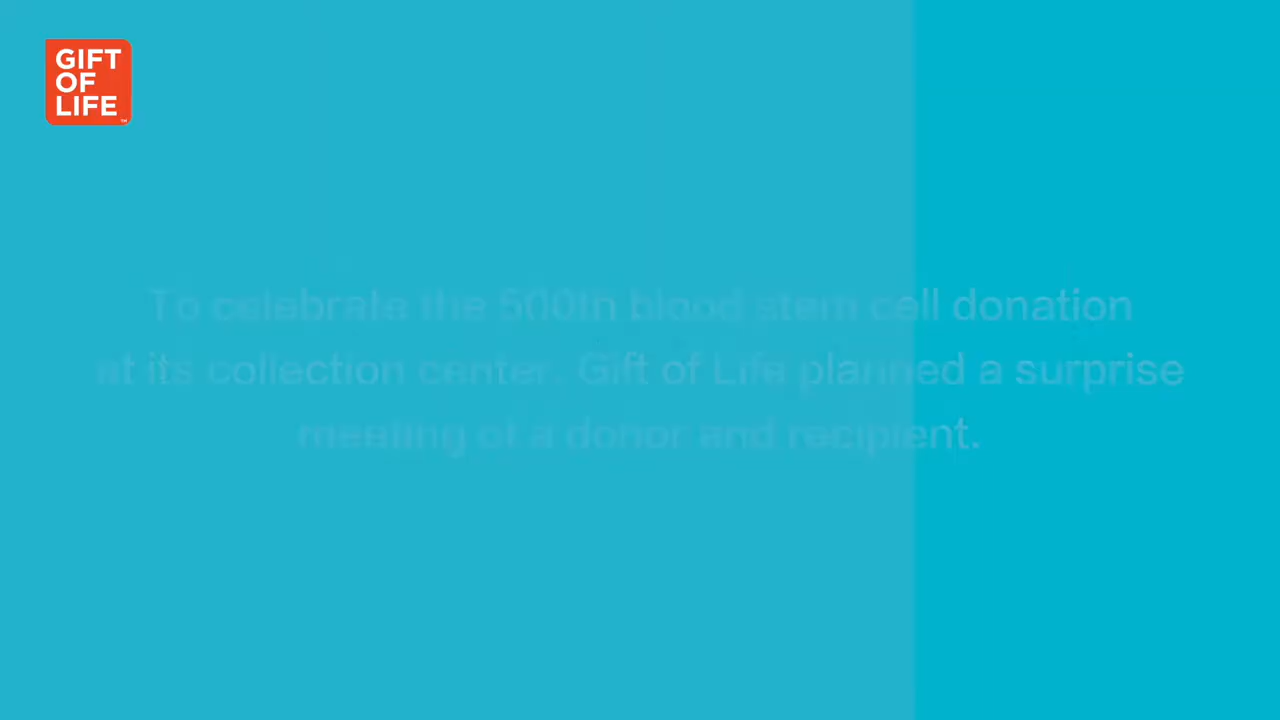 GIFT
OF
LIFE
™
To celebrate the 500th blood stem cell donation
at its collection center, Gift of Life planned a surprise
meeting of a donor and recipient.